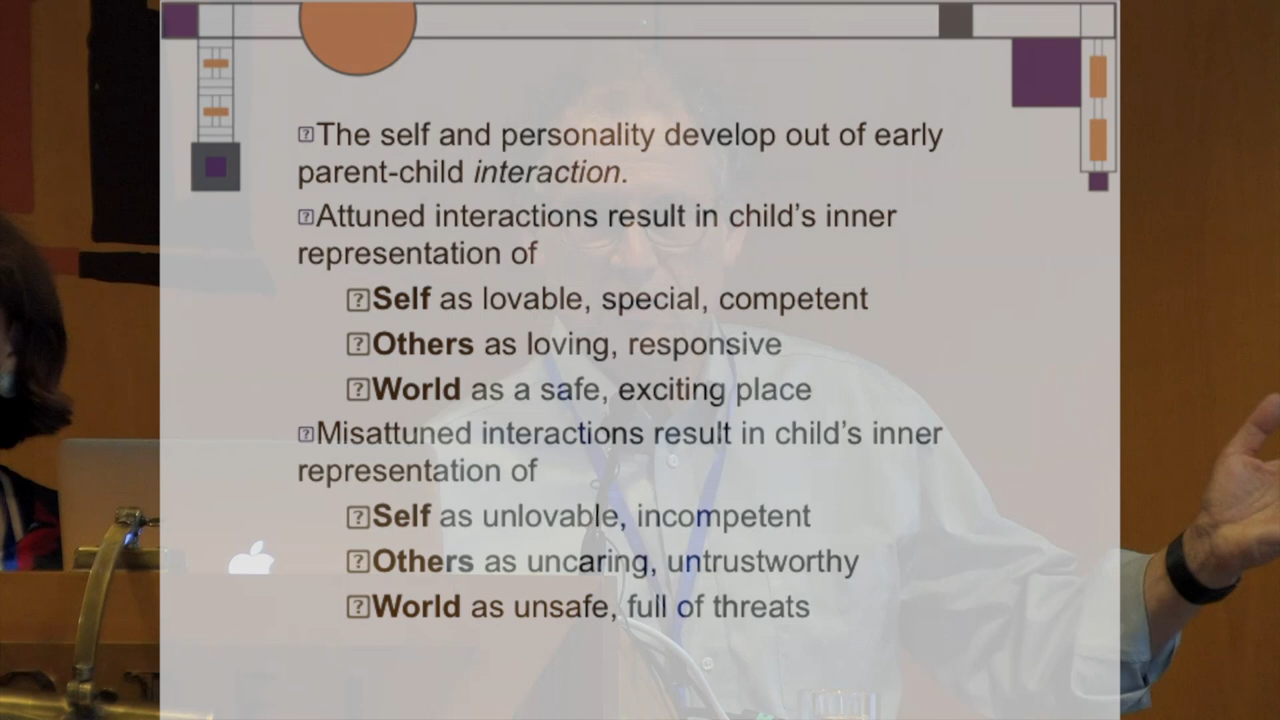 The self and personality develop out of early
parent-child interaction.
Attuned interactions result in child’s inner
representation of
Self as lovable, special, competent
Others as loving, responsive
World as a safe, exciting place
Misattuned interactions result in child’s inner
representation of
Self as unlovable, incompetent
Others as uncaring, untrustworthy
World as unsafe, full of threats